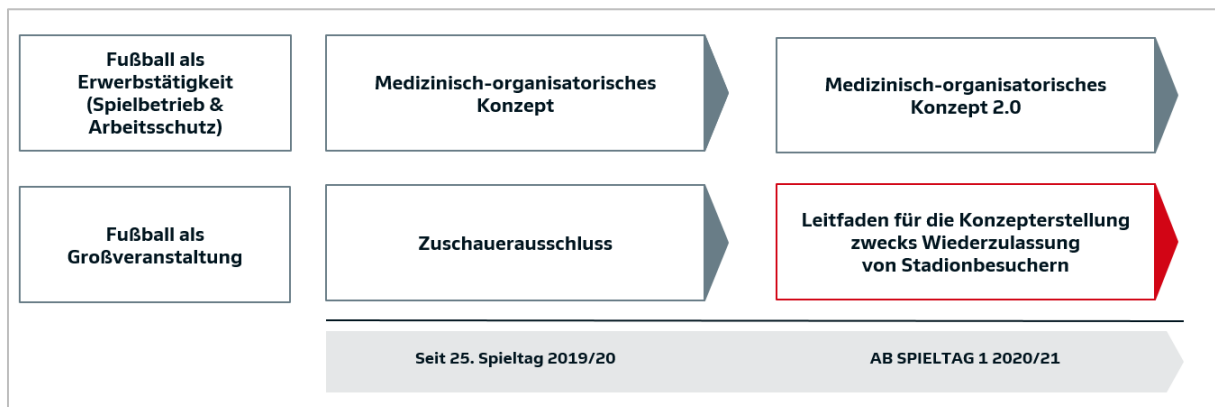 Fußball als
Erwerbstätigkeit
(Spielbetrieb &
Arbeitsschutz)
Medizinisch-organisatorisches
Konzept
Medizinisch-organisatorisches
Konzept 2.0
Fußball als
Großveranstaltung
Zuschauerausschluss
Leitfaden für die Konzepterstellung
zwecks Wiederzulassung
von Stadionbesuchern
Seit 25. Spieltag 2019/20
AB SPIELTAG 1 2020/21